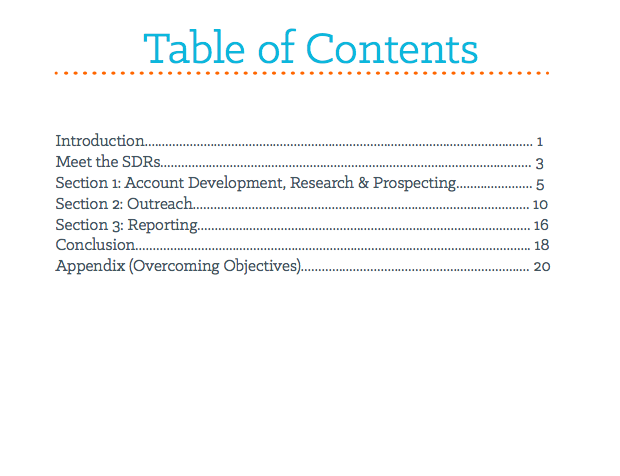 Table of Contents
Introduction.................................................................................................................. 1
Meet the SDRs............................................................................................................ 3
Section 1: Account Development, Research & Prospecting...................... 5
Section 2: Outreach.................................................................................................. 10
Section 3: Reporting................................................................................................. 16
Conclusion................................................................................................................... 18
Appendix (Overcoming Objectives).................................................................. 20